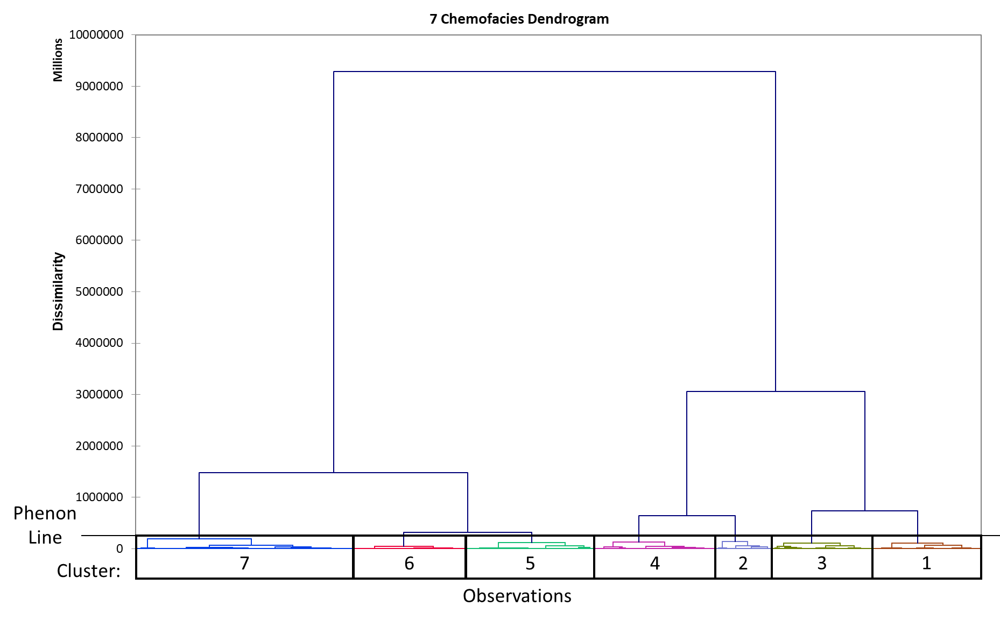 7 Chemofacies Dendrogram
Millions
10000000
9000000
8000000
7000000
6000000
5000000
4000000
3000000
2000000
1000000
0
Dissimilarity
Phenon
Line
Cluster:
7 6 5 4 2 3 1
Observations